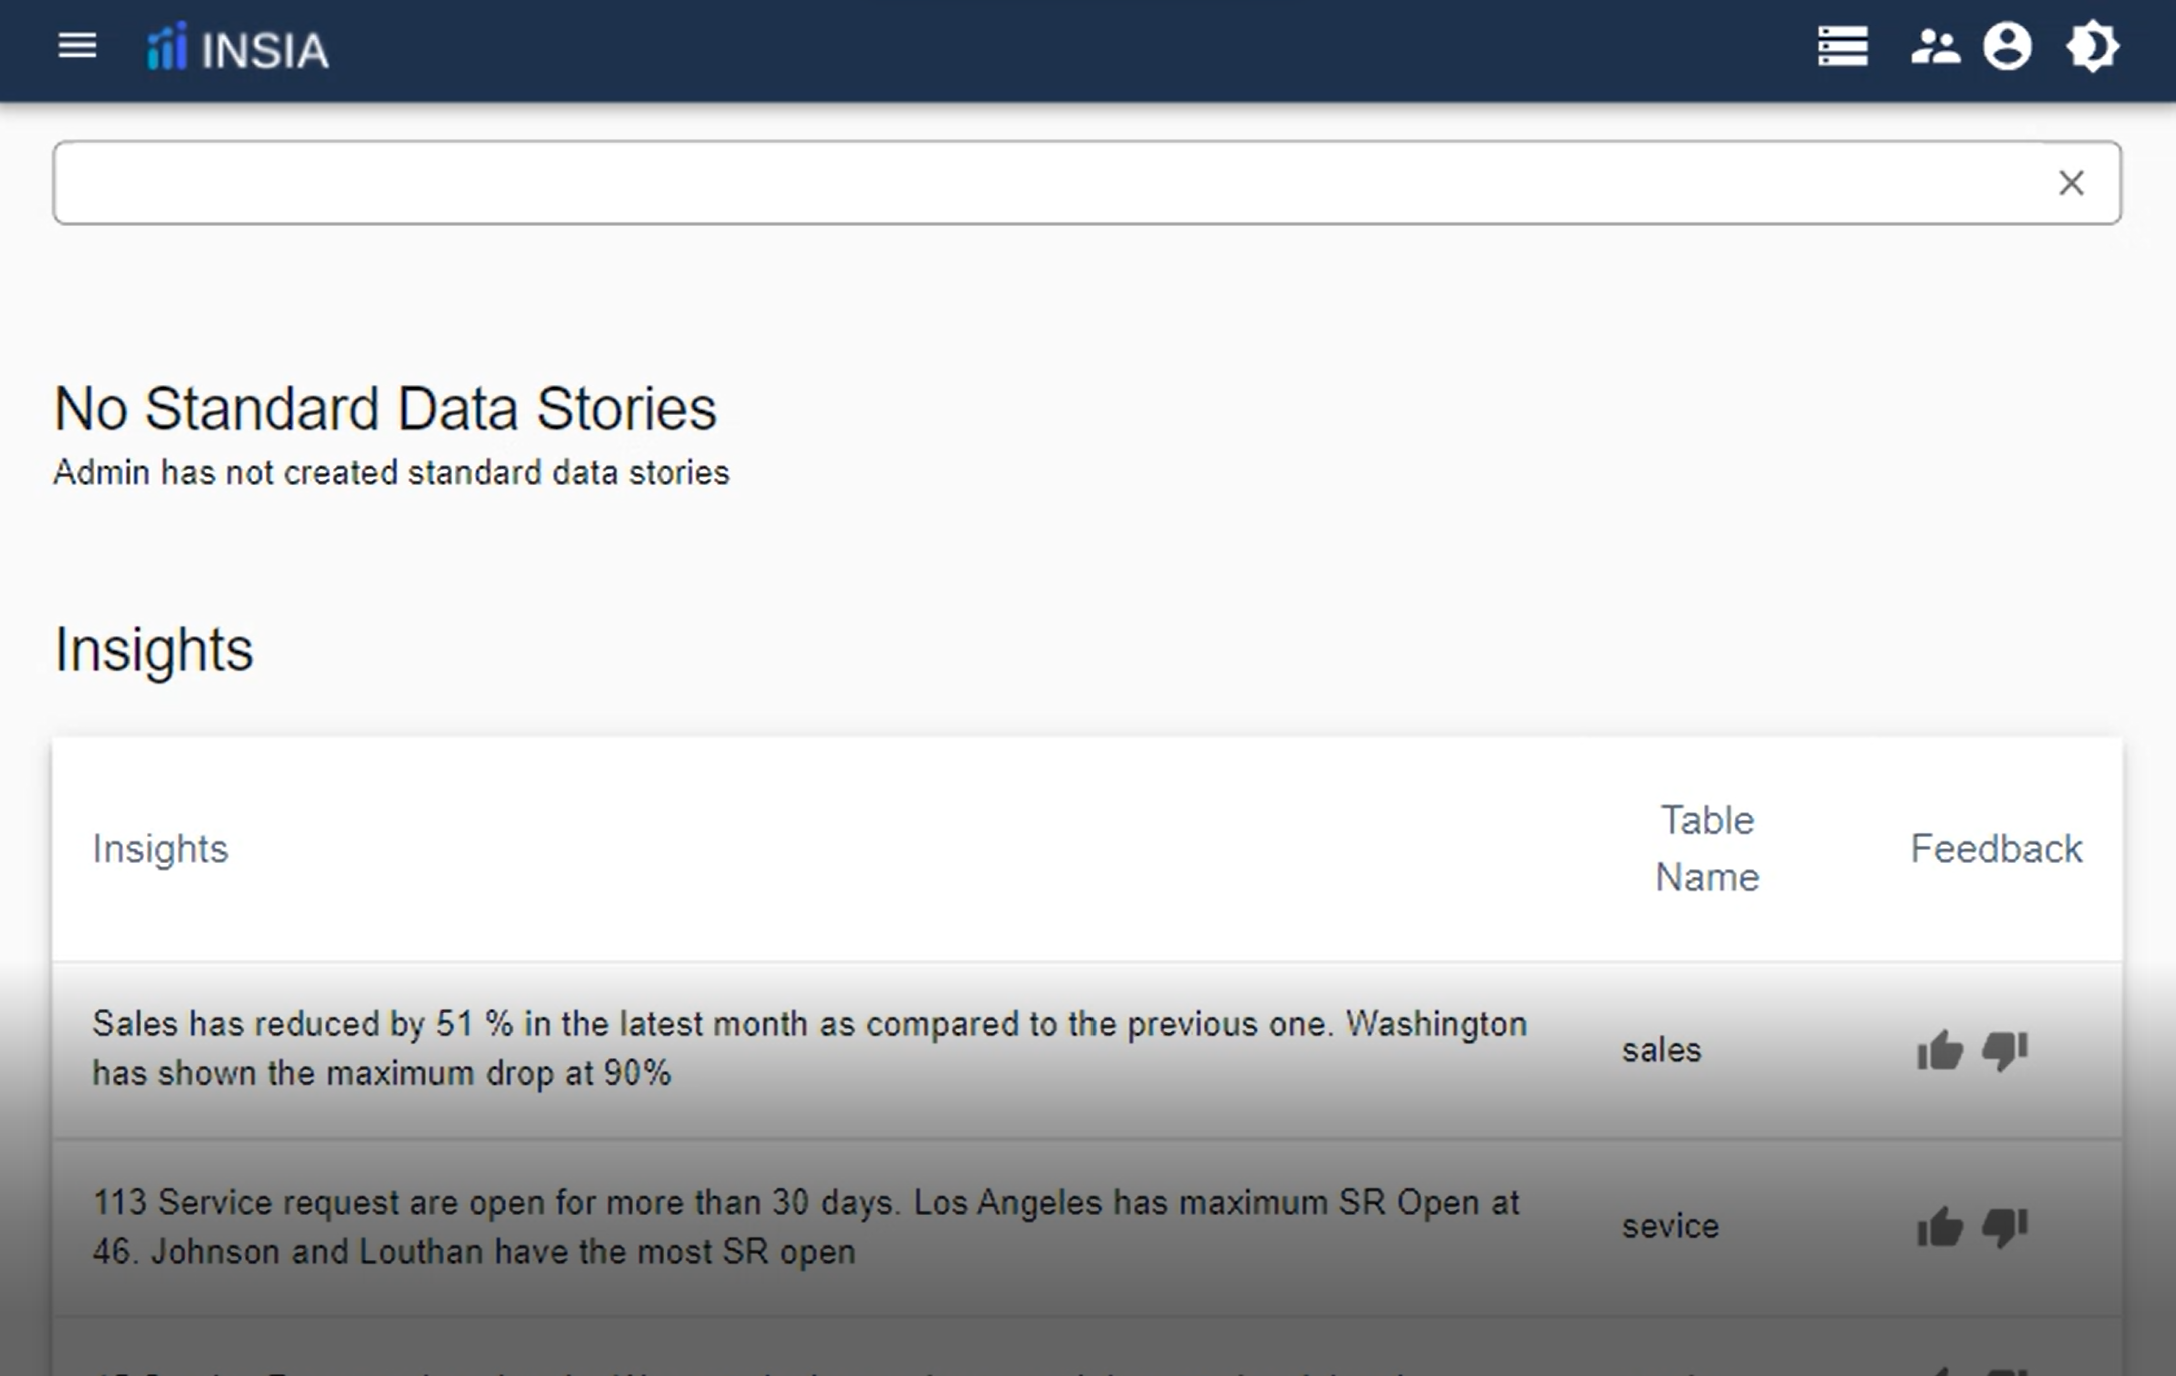 INSIA
No Standard Data Stories
Admin has not created standard data stories
Insights
Insights
Table
Name
Feedback
Sales has reduced by 51 % in the latest month as compared to the previous one. Washington
has shown the maximum drop at 90%
sales
113 Service request are open for more than 30 days. Los Angeles has maximum SR Open at
46. Johnson and Louthan have the most SR open
sevice